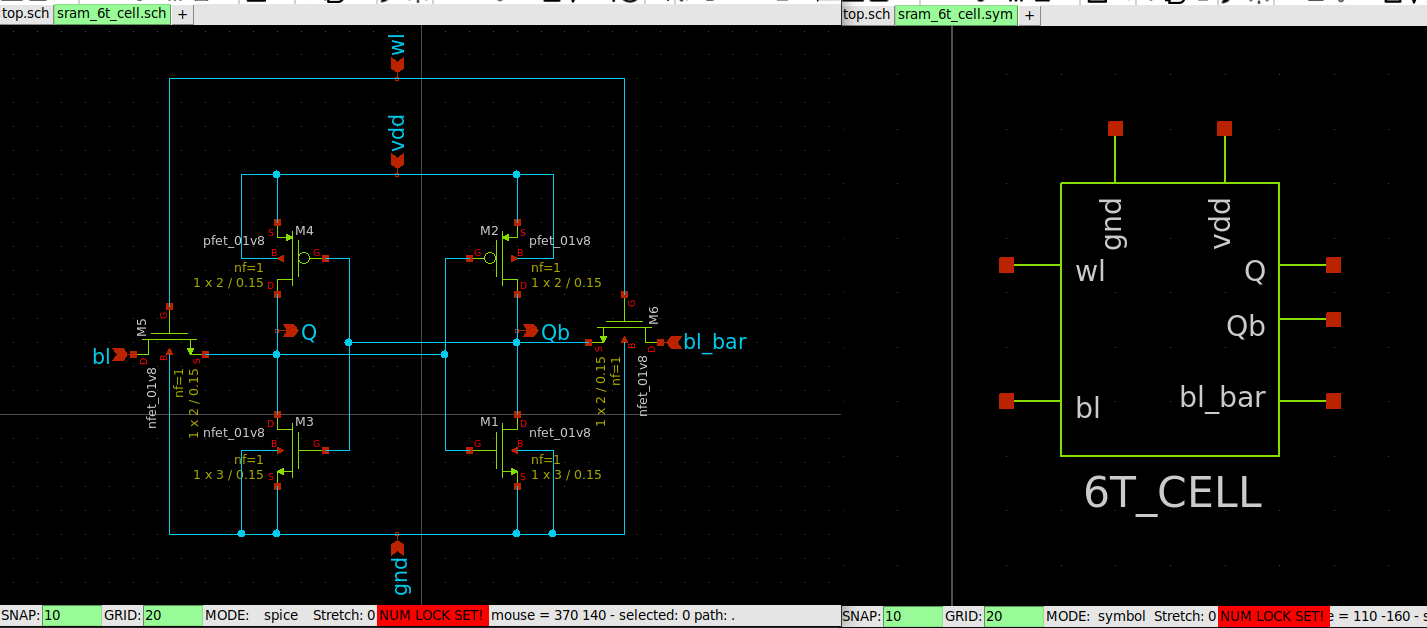 top.sch sram_6t_cell.sch +
wl
vdd
M4
S
pfet_01v8
G
B
nf=1
1 x 2 / 0.15
D
M2
S
pfet_01v8
G
B
nf=1
1 x 2 / 0.15
D
M5
G
bl
D
B
S
nfet_01v8
nf=1
1 x 2 / 0.15
Q
Qb
M6
G
bl_bar
S
B
D
1 x 2 / 0.15
nf=1
nfet_01v8
M3
D
nfet_01v8
G
B
nf=1
1 x 3 / 0.15
S
M1
D
nfet_01v8
G
B
nf=1
1 x 3 / 0.15
S
gnd
SNAP: 10 GRID: 20 MODE: spice Stretch: 0 NUM LOCK SET! mouse = 370 140 - selected: 0 path: .
top.sch sram_6t_cell.sym +
gnd
vdd
wl
Q
Qb
bl_bar
bl
6T_CELL
SNAP: 10 GRID: 20 MODE: symbol Stretch: 0 NUM LOCK SET! e = 110 -160 - s